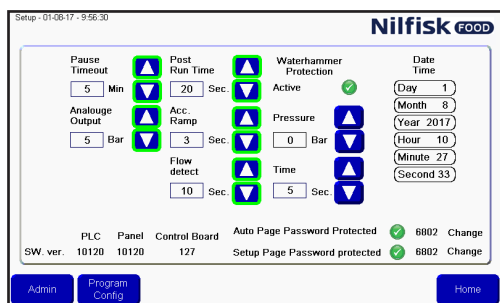 Setup - 01-08-17 - 9:56:30
Nilfisk FOOD
Pause Timeout
5 Min
Analouge Output
5 Bar
Post Run Time
20 Sec.
Acc. Ramp
3 Sec.
Flow detect
10 Sec.
Waterhammer Protection
Active
Pressure
0 Bar
Time
5 Sec.
Date Time
Day 1
Month 8
Year 2017
Hour 10
Minute 27
Second 33
PLC Panel Control Board
SW. ver. 10120 10120 127
Auto Page Password Protected 6802 Change
Setup Page Password protected 6802 Change
Admin
Program Config
Home